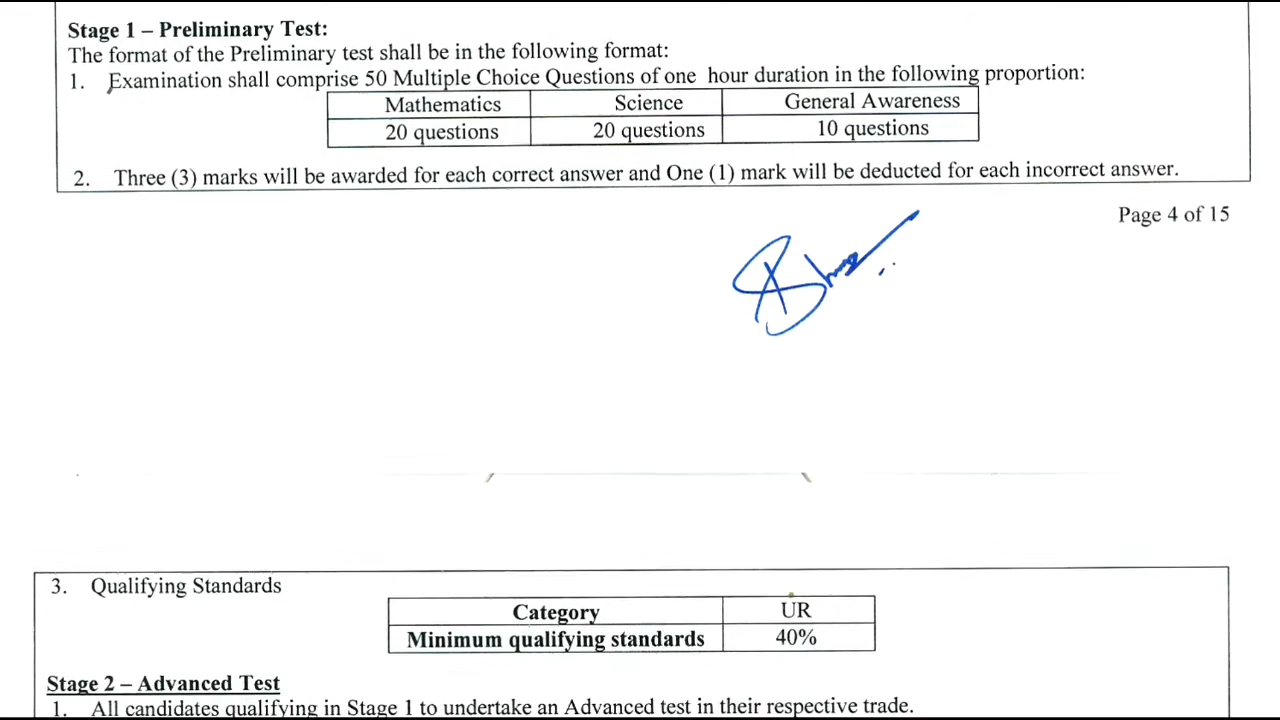 Stage 1 – Preliminary Test:
The format of the Preliminary test shall be in the following format:
1. Examination shall comprise 50 Multiple Choice Questions of one hour duration in the following proportion:
Mathematics Science General Awareness
20 questions 20 questions 10 questions
2. Three (3) marks will be awarded for each correct answer and One (1) mark will be deducted for each incorrect answer.
Page 4 of 15
3. Qualifying Standards
Category UR
Minimum qualifying standards 40%
Stage 2 – Advanced Test
1. All candidates qualifying in Stage 1 to undertake an Advanced test in their respective trade.